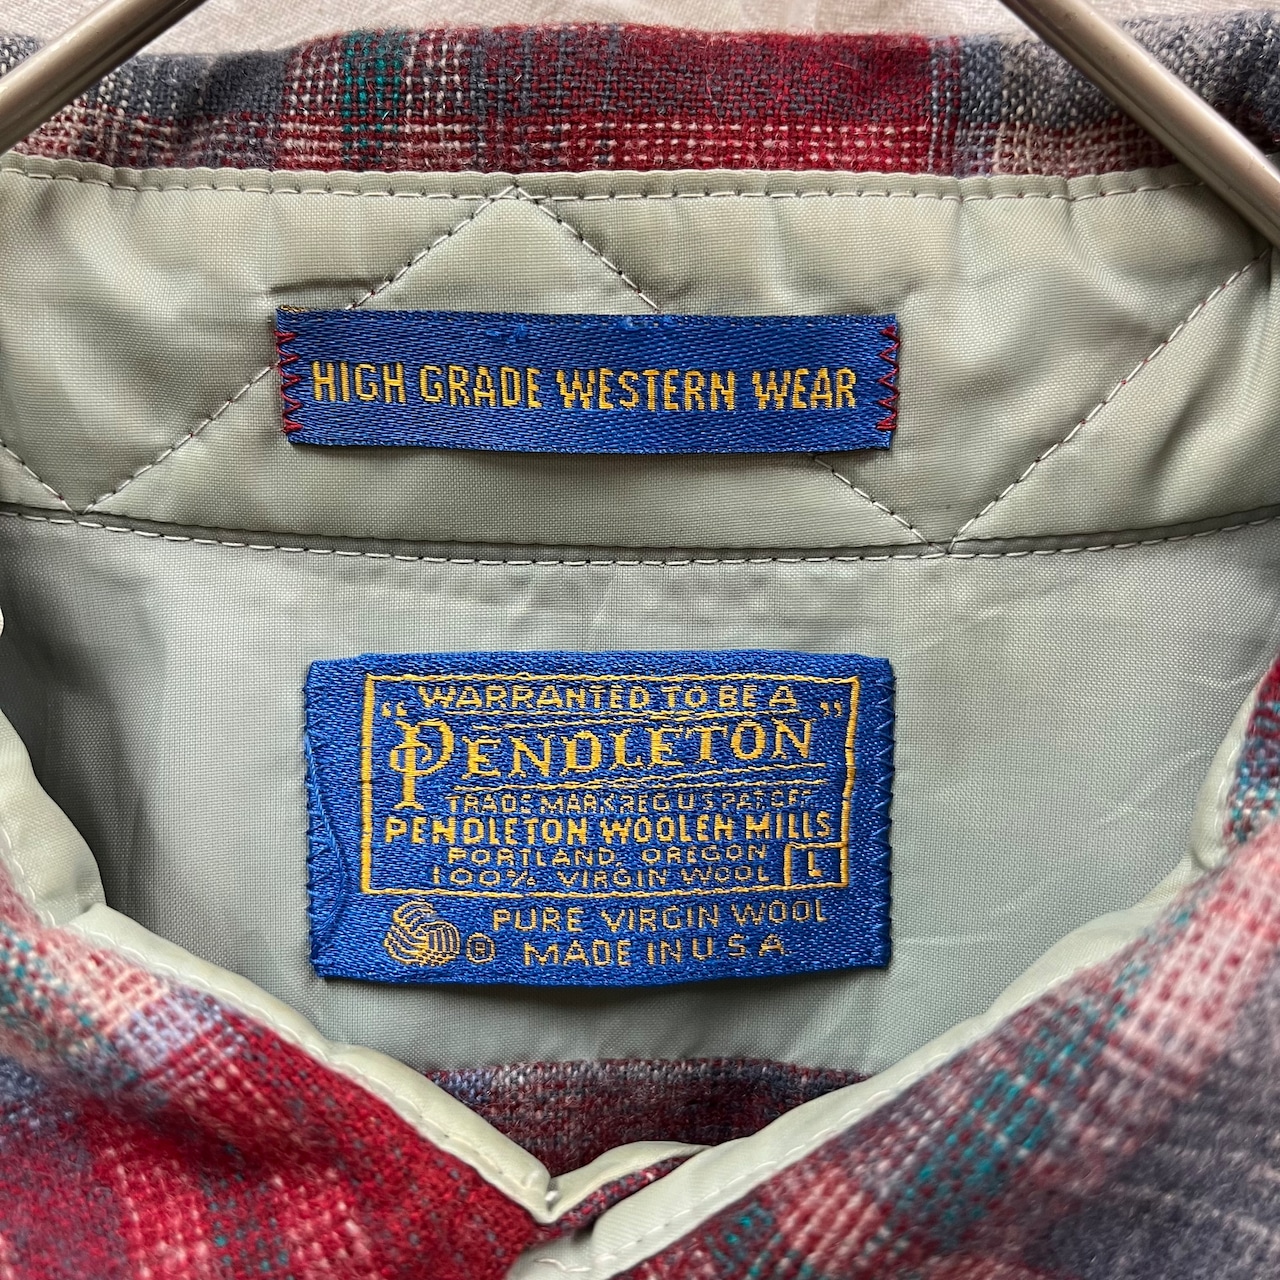 HIGH GRADE WESTERN WEAR
WARRANTED TO BE A
"PENDLETON"
TRADE MARK REG U S PAT OFF
PENDLETON WOOLEN MILLS
PORTLAND, OREGON
100% VIRGIN WOOL L
PURE VIRGIN WOOL
® MADE IN U.S.A.